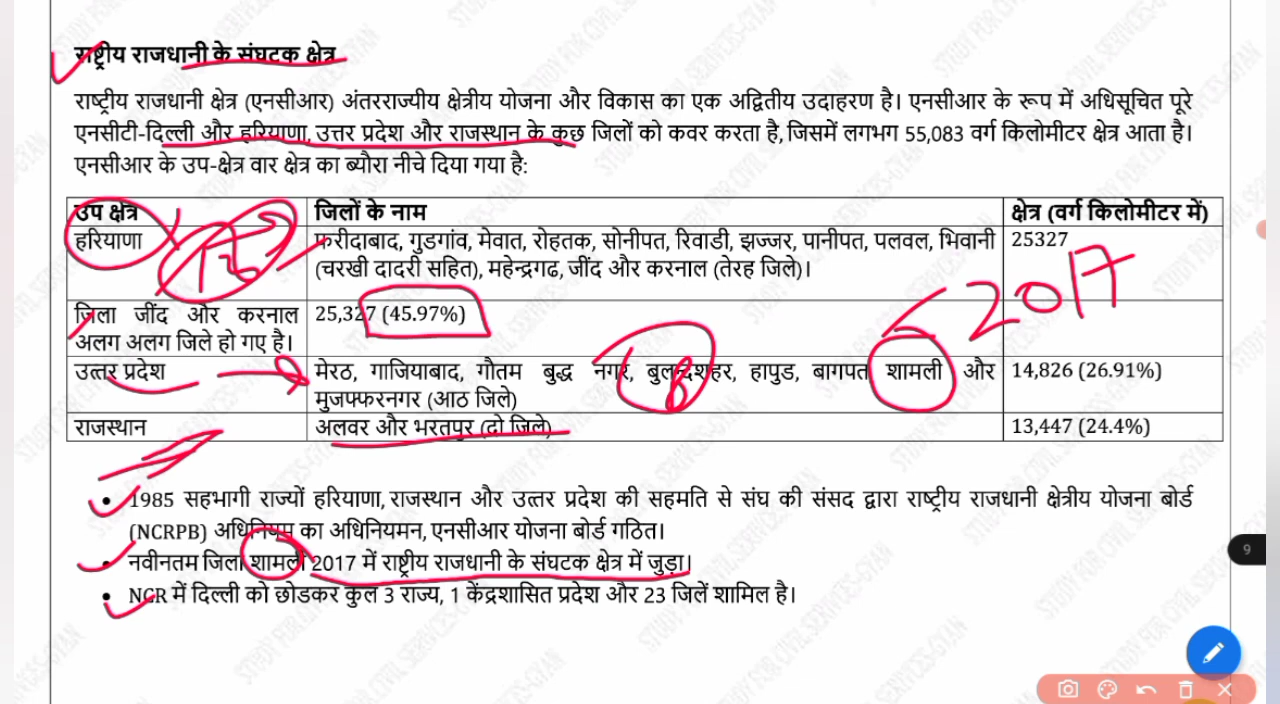 राष्ट्रीय राजधानी के संघटक क्षेत्र
राष्ट्रीय राजधानी क्षेत्र (एनसीआर) अंतरराज्यीय क्षेत्रीय योजना और विकास का एक अद्वितीय उदाहरण है। एनसीआर के रूप में अधिसूचित पूरे
एनसीटी-दिल्ली और हरियाणा, उत्तर प्रदेश और राजस्थान के कुछ जिलों को कवर करता है, जिसमें लगभग 55,083 वर्ग किलोमीटर क्षेत्र आता है।
एनसीआर के उप-क्षेत्र वार क्षेत्र का ब्यौरा नीचे दिया गया है:
उप क्षेत्र जिलों के नाम क्षेत्र (वर्ग किलोमीटर में)
हरियाणा फरीदाबाद, गुडगांव, मेवात, रोहतक, सोनीपत, रिवाडी, झज्जर, पानीपत, पलवल, भिवानी 25327
(चरखी दादरी सहित), महेन्द्रगढ, जींद और करनाल (तेरह जिले)।
13
2017
जिला जींद और करनाल 25,327 (45.97%)
अलग अलग जिले हो गए है।
उत्तर प्रदेश मेरठ, गाजियाबाद, गौतम बुद्ध नगर, बुलन्दशहर, हापुड, बागपत शामली और 14,826 (26.91%)
मुजफ्फरनगर (आठ जिले)
राजस्थान अलवर और भरतपुर (दो जिले) 13,447 (24.4%)
• 1985 सहभागी राज्यों हरियाणा, राजस्थान और उत्तर प्रदेश की सहमति से संघ की संसद द्वारा राष्ट्रीय राजधानी क्षेत्रीय योजना बोर्ड
(NCRPB) अधिनियम का अधिनियमन, एनसीआर योजना बोर्ड गठित।
• नवीनतम जिला शामली 2017 में राष्ट्रीय राजधानी के संघटक क्षेत्र में जुड़ा।
• NCR में दिल्ली को छोडकर कुल 3 राज्य, 1 केंद्रशासित प्रदेश और 23 जिलें शामिल है।
9